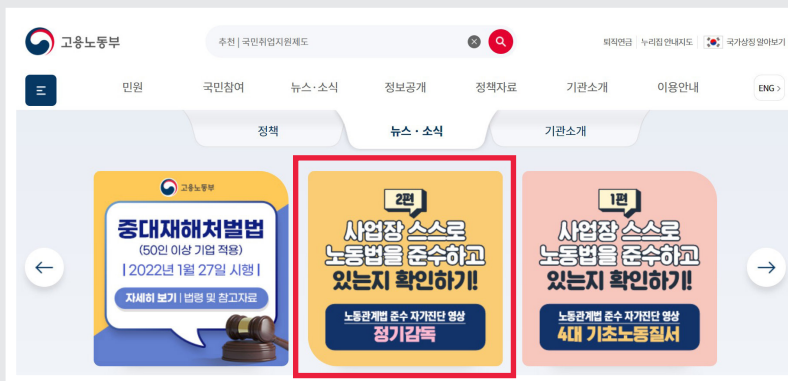 고용노동부
추천 | 국민취업지원제도
퇴직연금 | 누리집 안내지도 | 국가상징 알아보기
민원 국민참여 뉴스·소식 정보공개 정책자료 기관소개 이용안내 ENG >
정책 뉴스·소식 기관소개
고용노동부
중대재해처벌법
(50인 이상 기업 적용)
| 2022년 1월 27일 시행 |
자세히 보기 | 법령 및 참고자료
2편
사업장 스스로
노동법을 준수하고
있는지 확인하기!
노동관계법 준수 자가진단 영상
정기감독
1편
사업장 스스로
노동법을 준수하고
있는지 확인하기!
노동관계법 준수 자가진단 영상
4대 기초노동질서